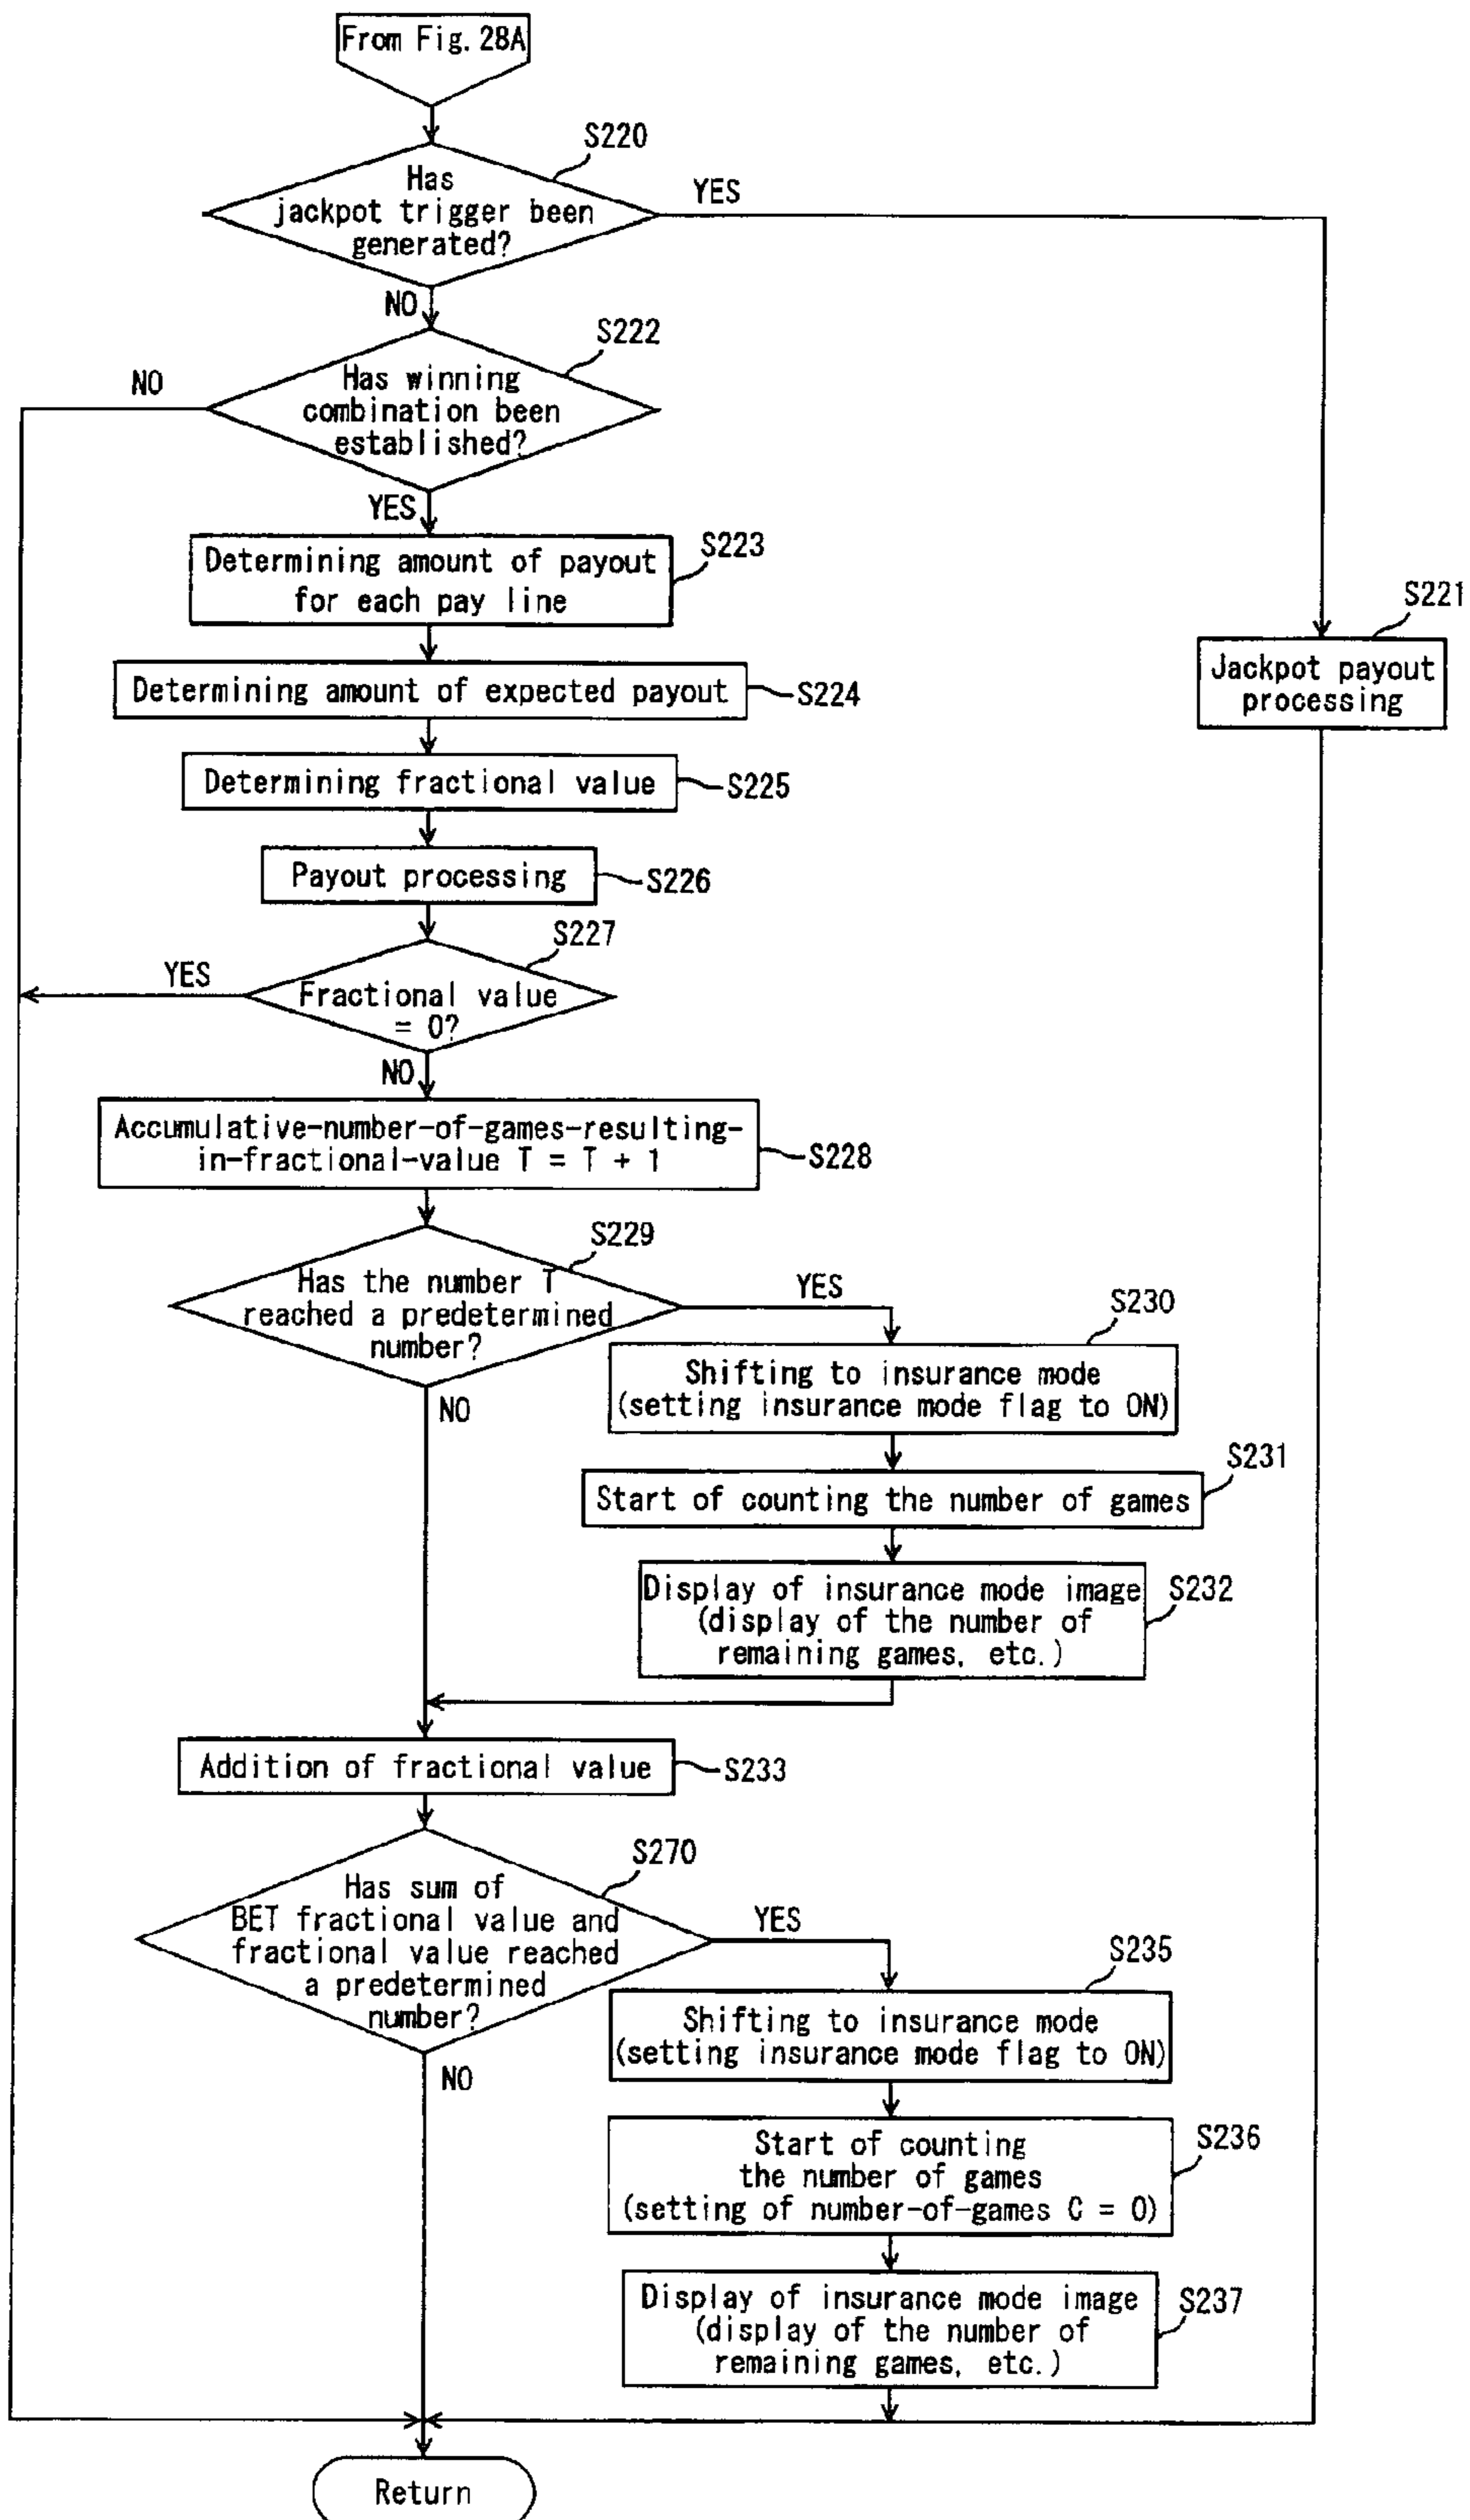 From Fig. 28A
S220
Has
jackpot trigger been
generated?
YES
NO
S222
Has winning
combination been
established?
NO
YES
S223
Determining amount of payout
for each pay line
S221
Jackpot payout
processing
Determining amount of expected payout
S224
Determining fractional value
S225
Payout processing
S226
S227
Fractional value
= 0?
YES
NO
Accumulative-number-of-games-resulting-
in-fractional-value T = T + 1
S228
S229
Has the number T
reached a predetermined
number?
YES
NO
S230
Shifting to insurance mode
(setting insurance mode flag to ON)
S231
Start of counting the number of games
Display of insurance mode image
(display of the number of
remaining games, etc.)
S232
Addition of fractional value
S233
S270
Has sum of
BET fractional value and
fractional value reached
a predetermined
number?
YES
NO
S235
Shifting to insurance mode
(setting insurance mode flag to ON)
Start of counting
the number of games
(setting of number-of-games C = 0)
S236
Display of insurance mode image
(display of the number of
remaining games, etc.)
S237
Return